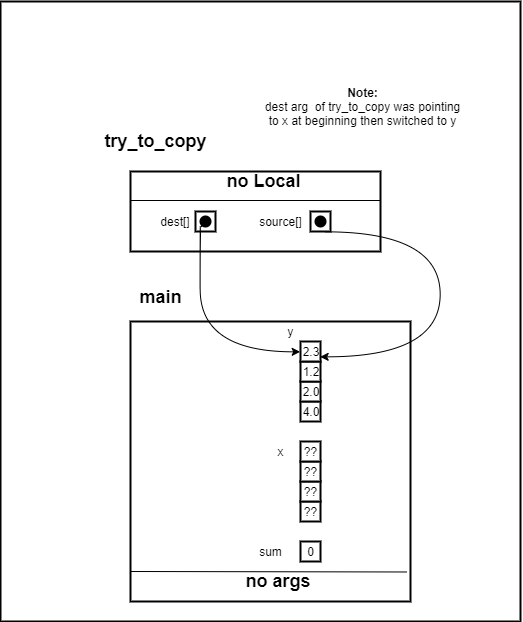 Note:
dest arg of try_to_copy was pointing
to x at beginning then switched to y
try_to_copy
no Local
dest[] source[]
main
y
2.3
1.2
2.0
4.0
x ??
??
??
??
sum 0
no args